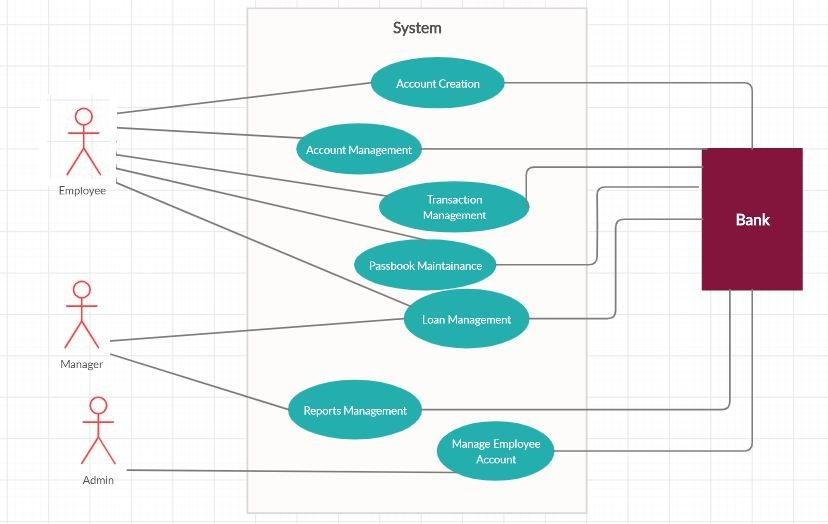 System
Account Creation
Account Management
Employee
Transaction
Management
Bank
Passbook Maintainance
Loan Management
Manager
Reports Management
Manage Employee
Account
Admin